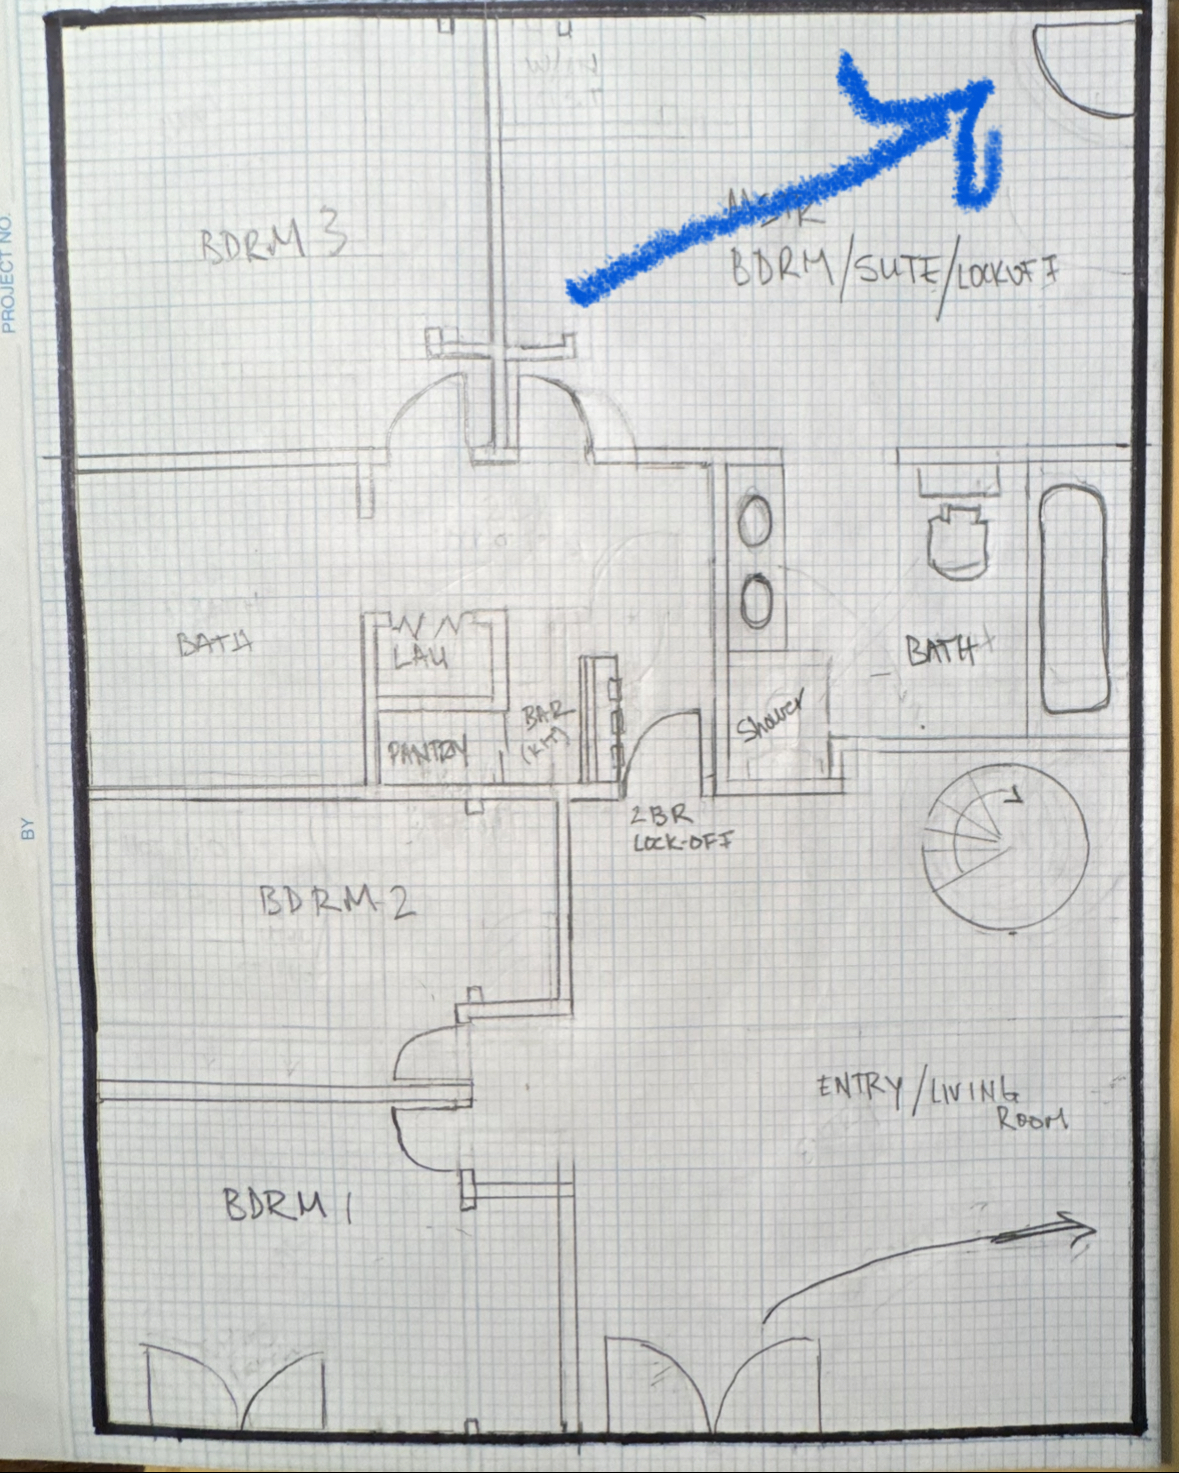 PROJECT NO.
BY
BDRM 3
MSTR
BDRM/SUTE/LOCKOFF
BATH
LAU
PANTRY
BAR
(KIT)
Shower
BATH
2BR
LOCK-OFF
BDRM 2
ENTRY/LIVING
ROOM
BDRM 1